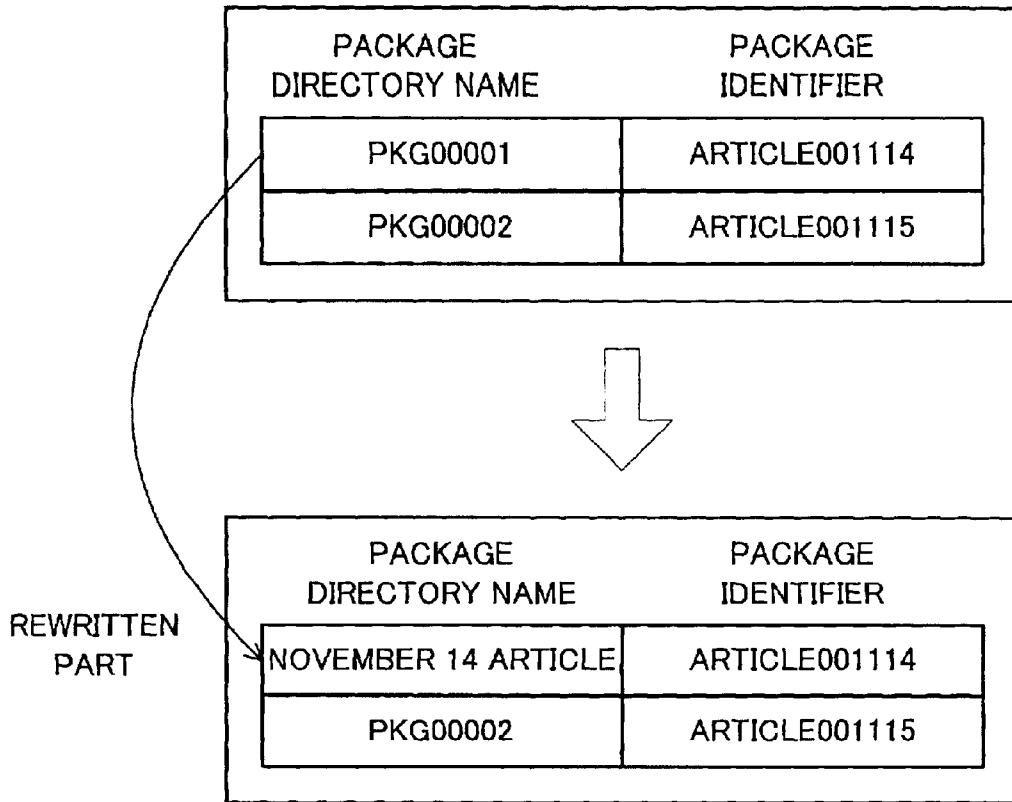 PACKAGE DIRECTORY NAME PACKAGE IDENTIFIER
PKG00001 ARTICLE001114
PKG00002 ARTICLE001115
REWRITTEN PART
PACKAGE DIRECTORY NAME PACKAGE IDENTIFIER
NOVEMBER 14 ARTICLE ARTICLE001114
PKG00002 ARTICLE001115